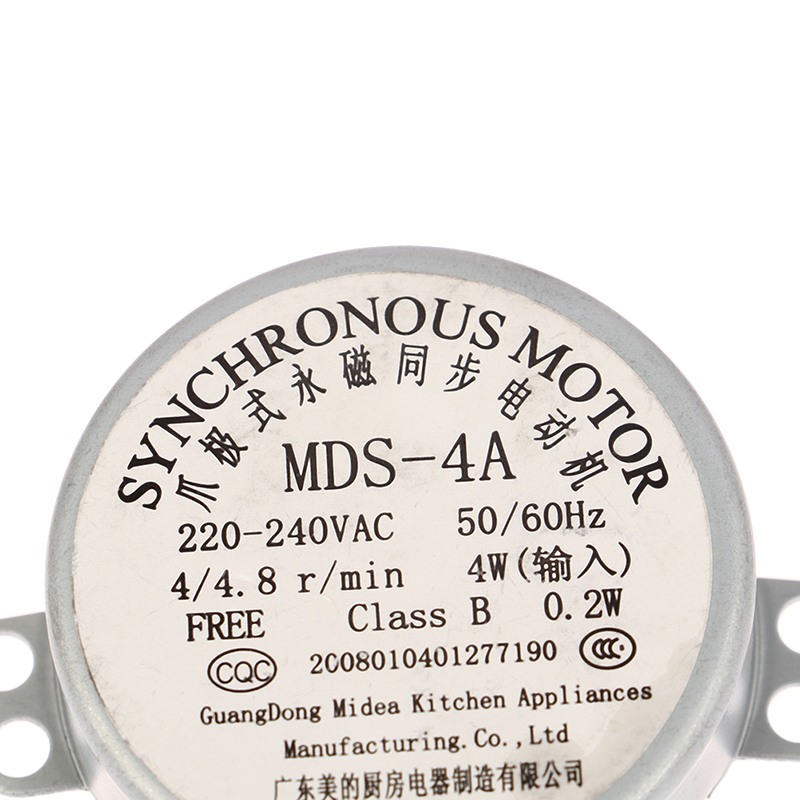 SYNCHRONOUS MOTOR
爪极式永磁同步电动机
MDS-4A
220-240VAC 50/60Hz
4/4.8 r/min 4W(输入)
FREE Class B 0.2W
CQC 2008010401277190 CCC
GuangDong Midea Kitchen Appliances
Manufacturing.Co.,Ltd
广东美的厨房电器制造有限公司